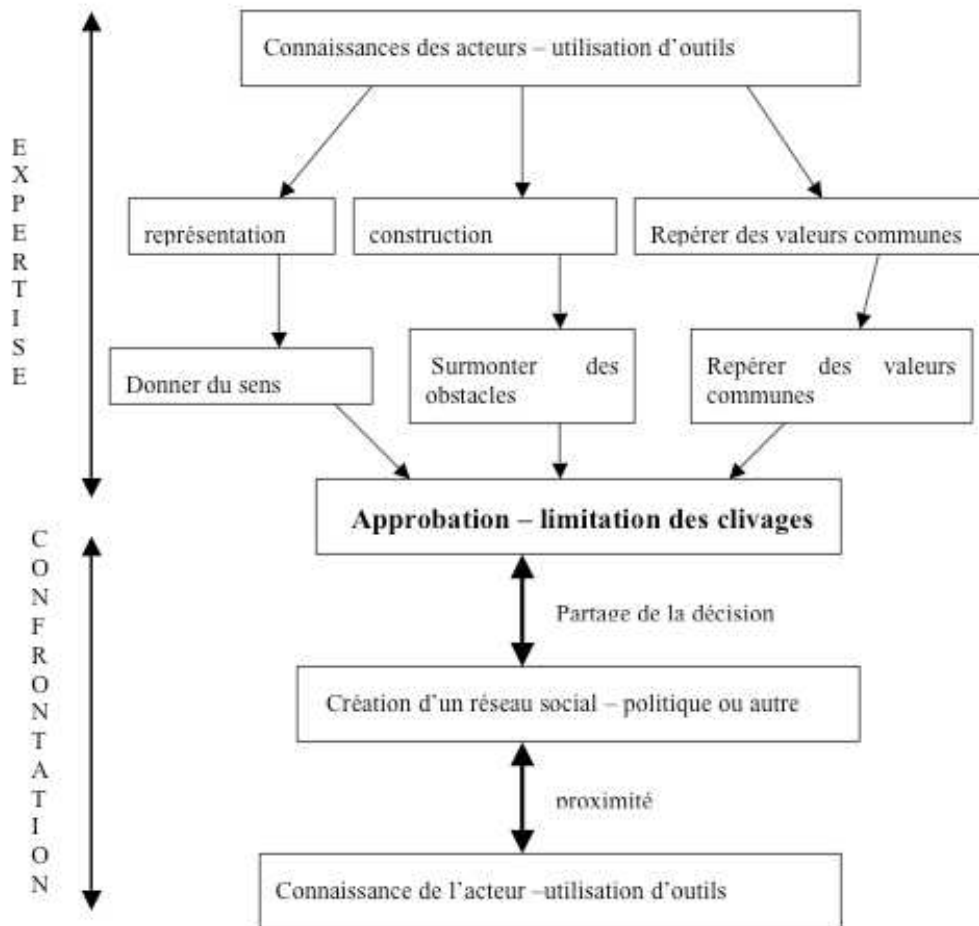 EXPERTISE
Connaissances des acteurs – utilisation d'outils
représentation
construction
Repérer des valeurs communes
Donner du sens
Surmonter des
obstacles
Repérer des valeurs
communes
Approbation – limitation des clivages
CONFRONTATION
Partage de la décision
Création d'un réseau social – politique ou autre
proximité
Connaissance de l'acteur –utilisation d'outils